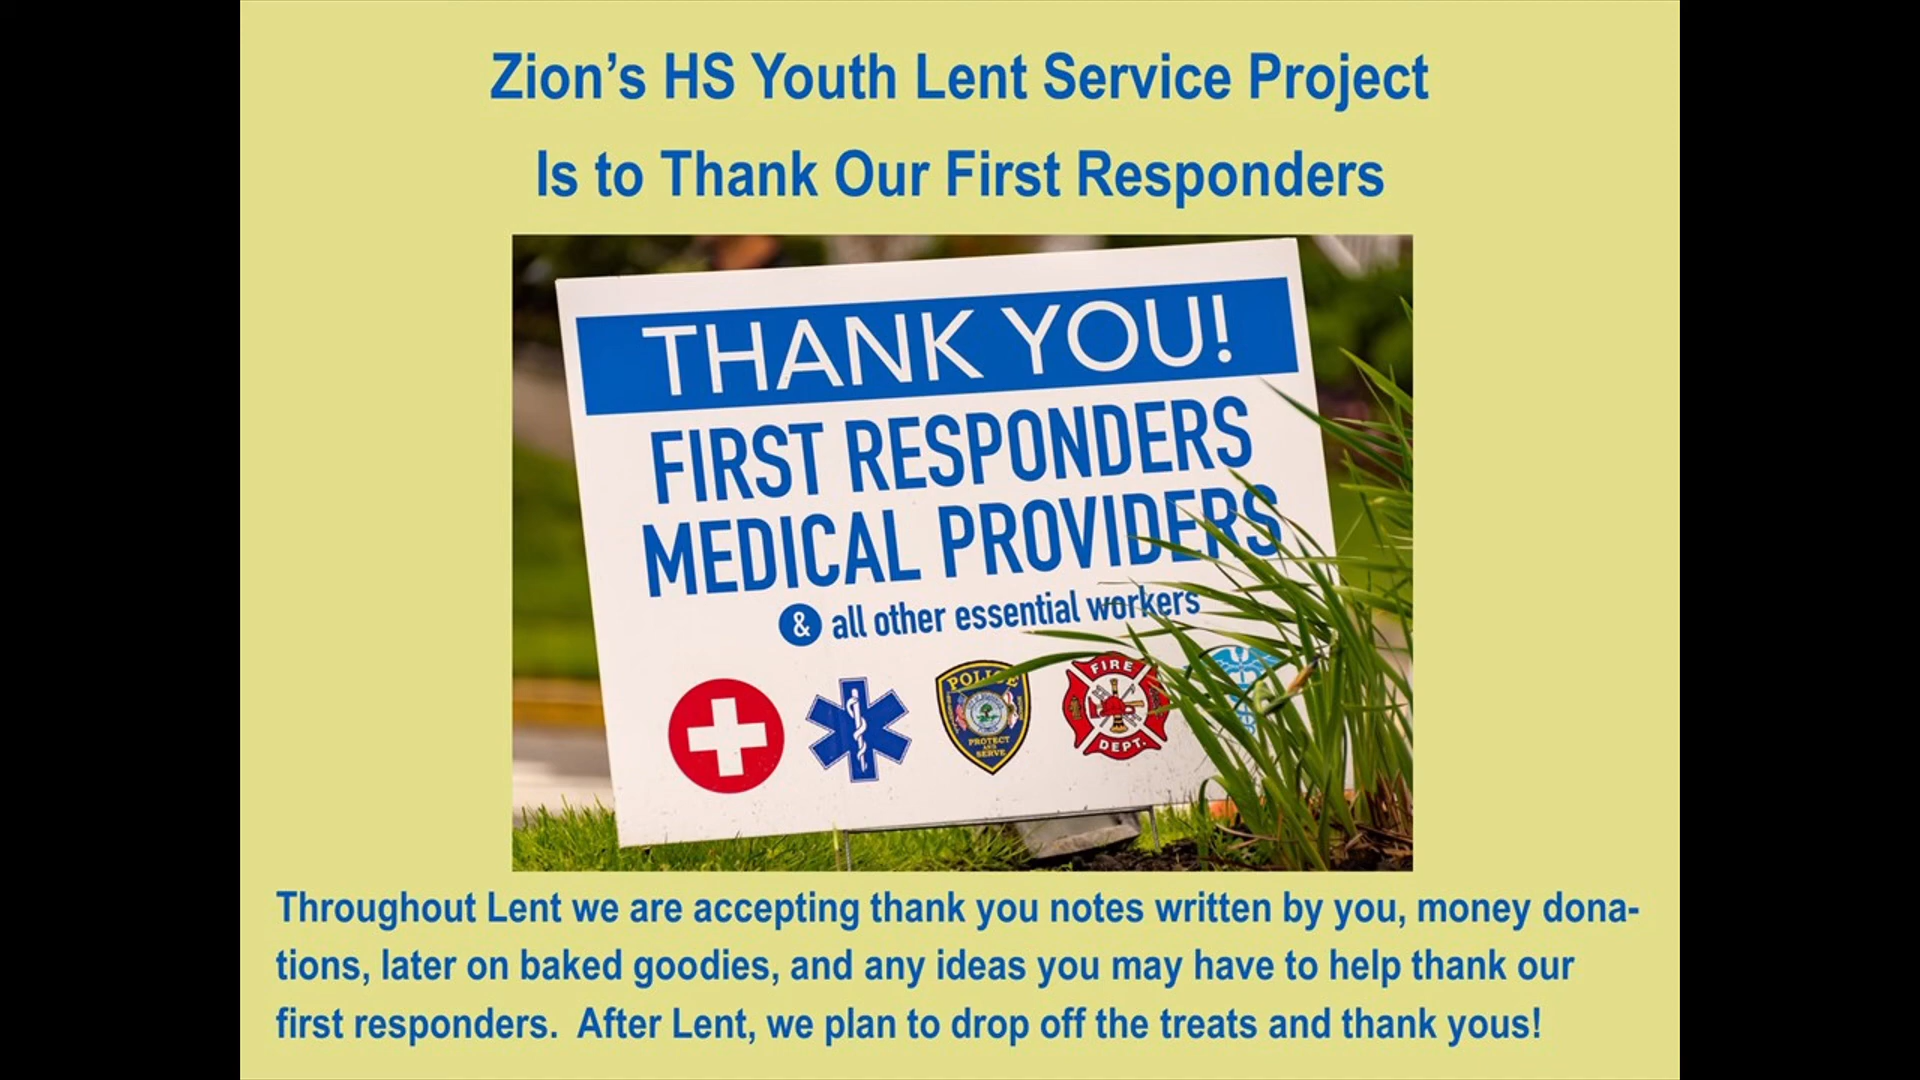 Zion’s HS Youth Lent Service Project
Is to Thank Our First Responders
THANK YOU!
FIRST RESPONDERS
MEDICAL PROVIDERS
& all other essential workers
POLICE
PROTECT
AND
SERVE
FIRE
DEPT.
Throughout Lent we are accepting thank you notes written by you, money dona-
tions, later on baked goodies, and any ideas you may have to help thank our
first responders.  After Lent, we plan to drop off the treats and thank yous!